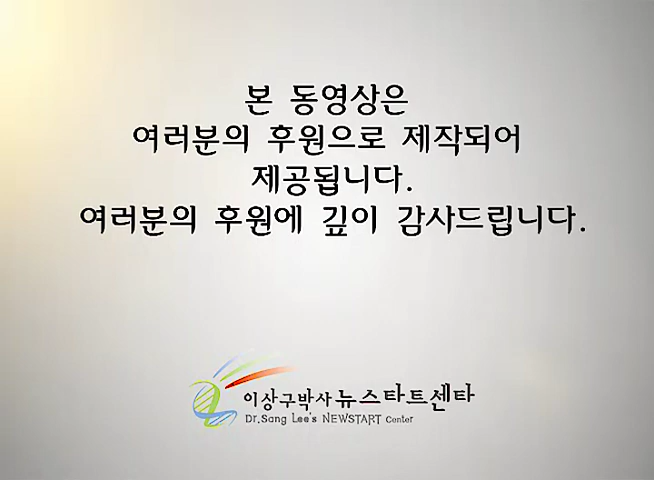 본 동영상은
여러분의 후원으로 제작되어
제공됩니다.
여러분의 후원에 깊이 감사드립니다.
이상구박사 뉴스타트센타
Dr.Sang Lee's NEWSTART Center